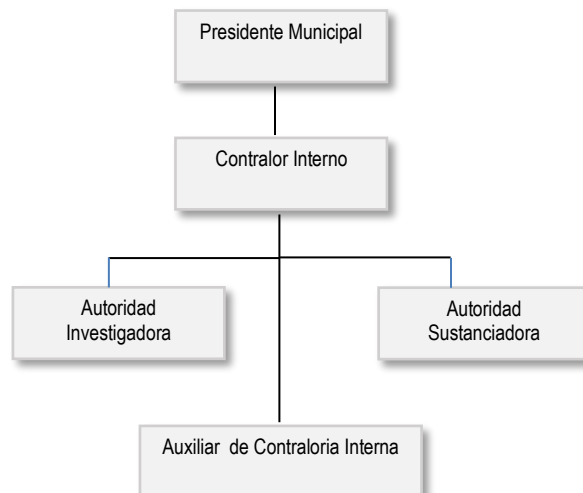 Presidente Municipal
Contralor Interno
Autoridad
Investigadora
Autoridad
Sustanciadora
Auxiliar de Contraloria Interna